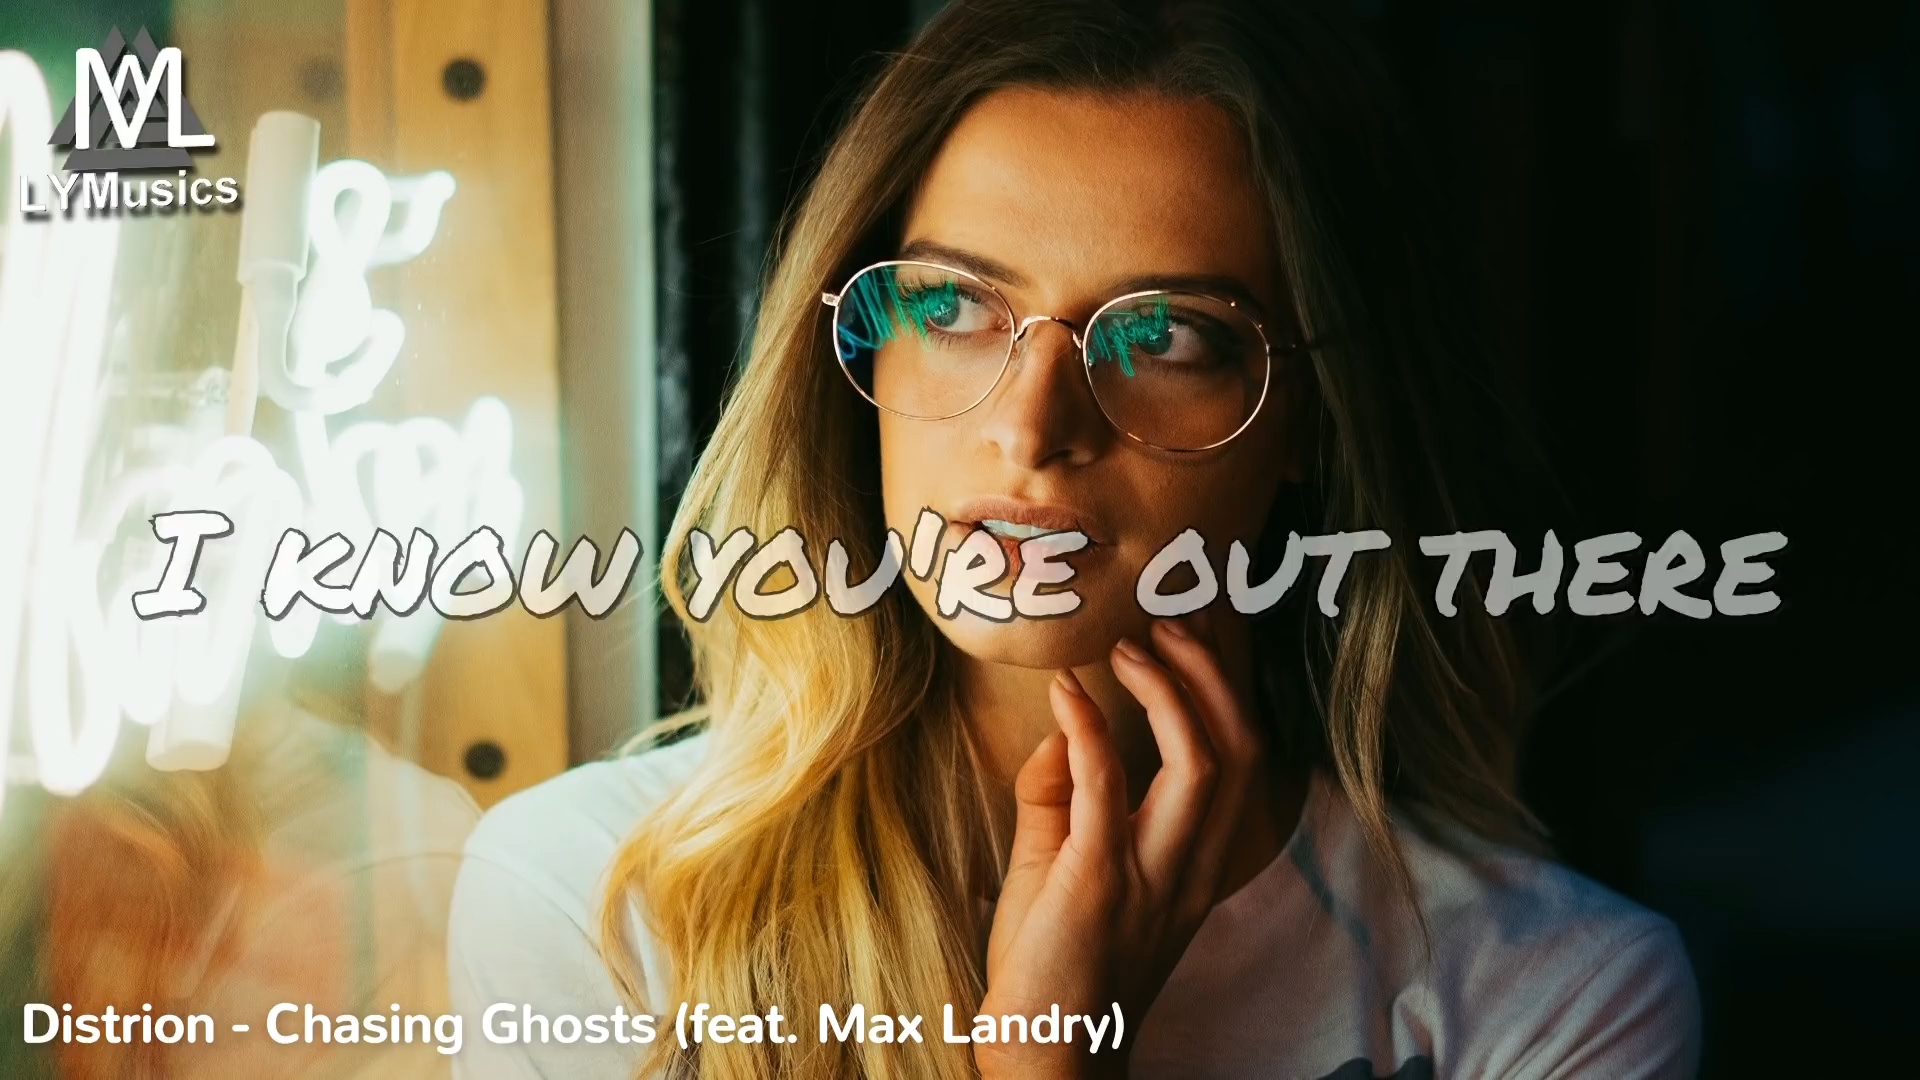 LYMusics
I KNOW YOU'RE OUT THERE
Distrion - Chasing Ghosts (feat. Max Landry)